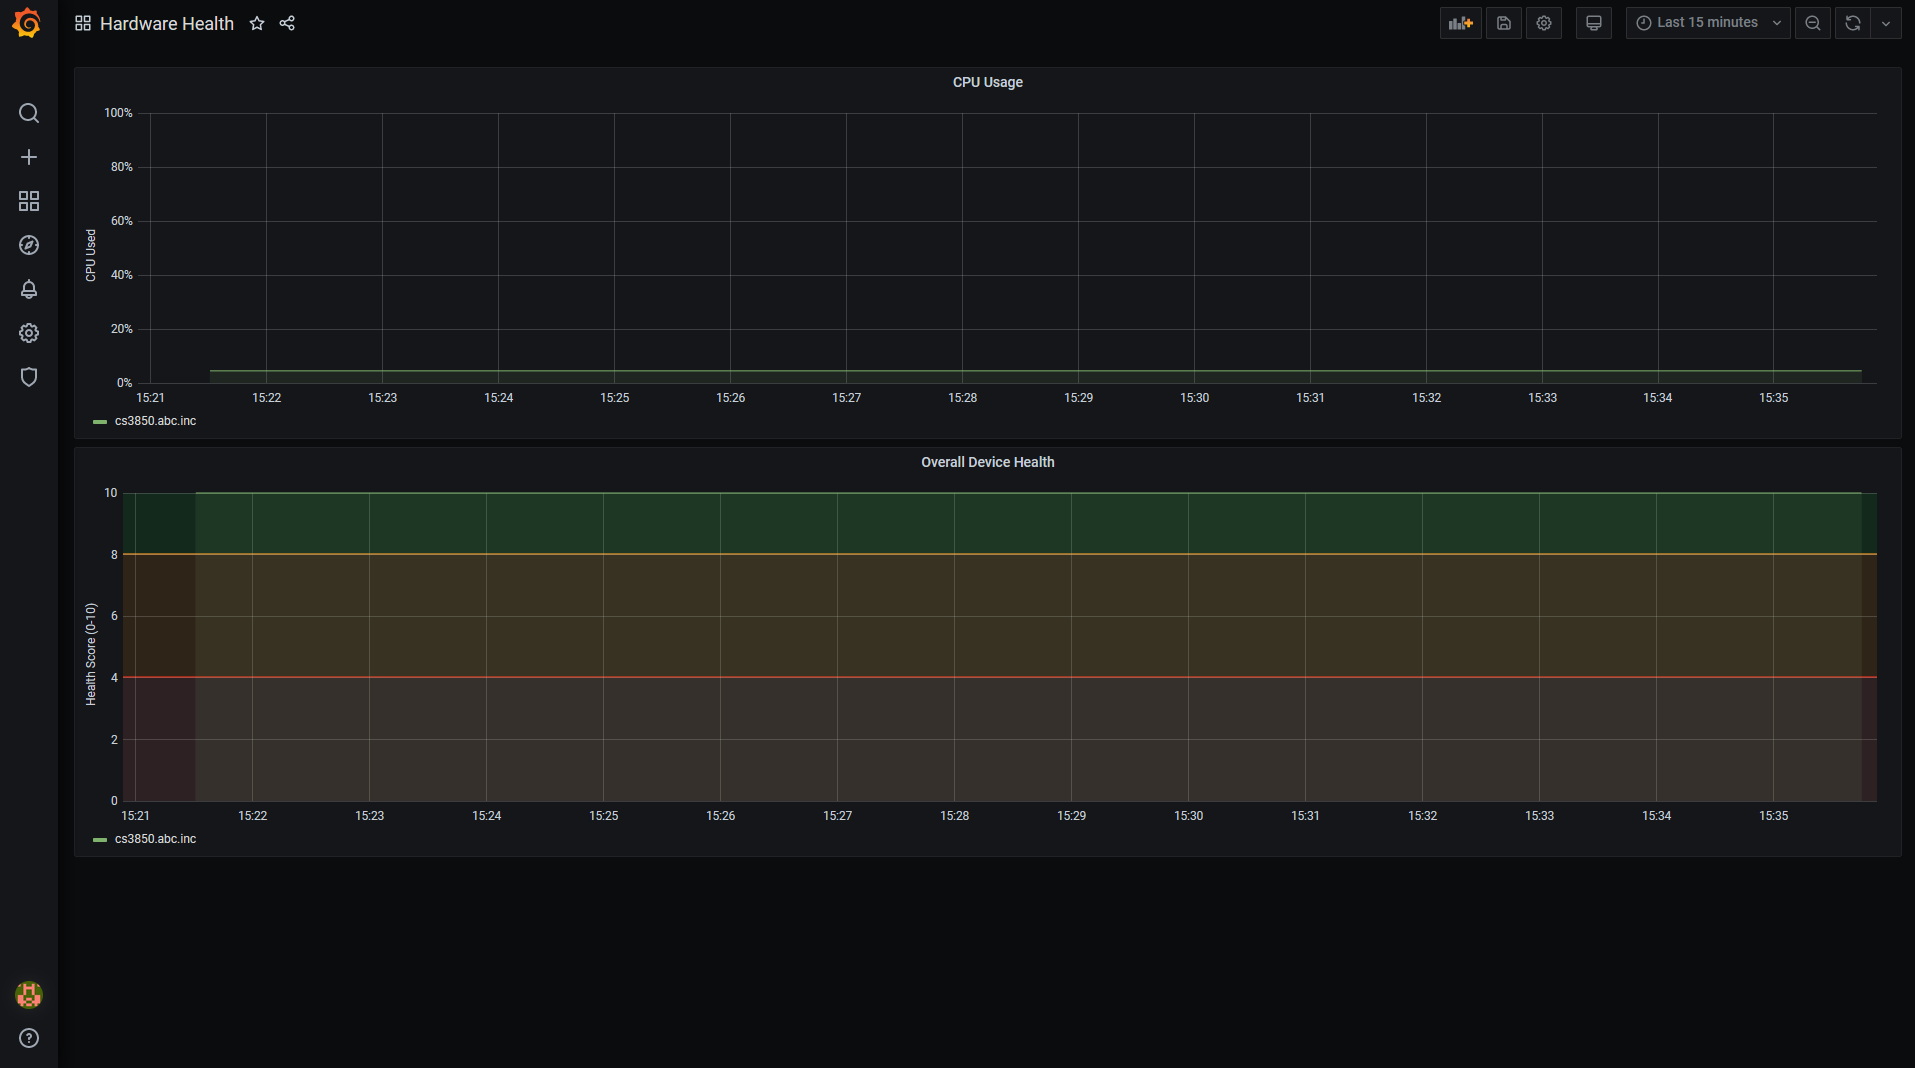 Hardware Health
Last 15 minutes
CPU Usage
CPU Used
100%
80%
60%
40%
20%
0%
15:21 15:22 15:23 15:24 15:25 15:26 15:27 15:28 15:29 15:30 15:31 15:32 15:33 15:34 15:35
cs3850.abc.inc
Overall Device Health
Health Score (0-10)
10
8
6
4
2
0
15:21 15:22 15:23 15:24 15:25 15:26 15:27 15:28 15:29 15:30 15:31 15:32 15:33 15:34 15:35
cs3850.abc.inc